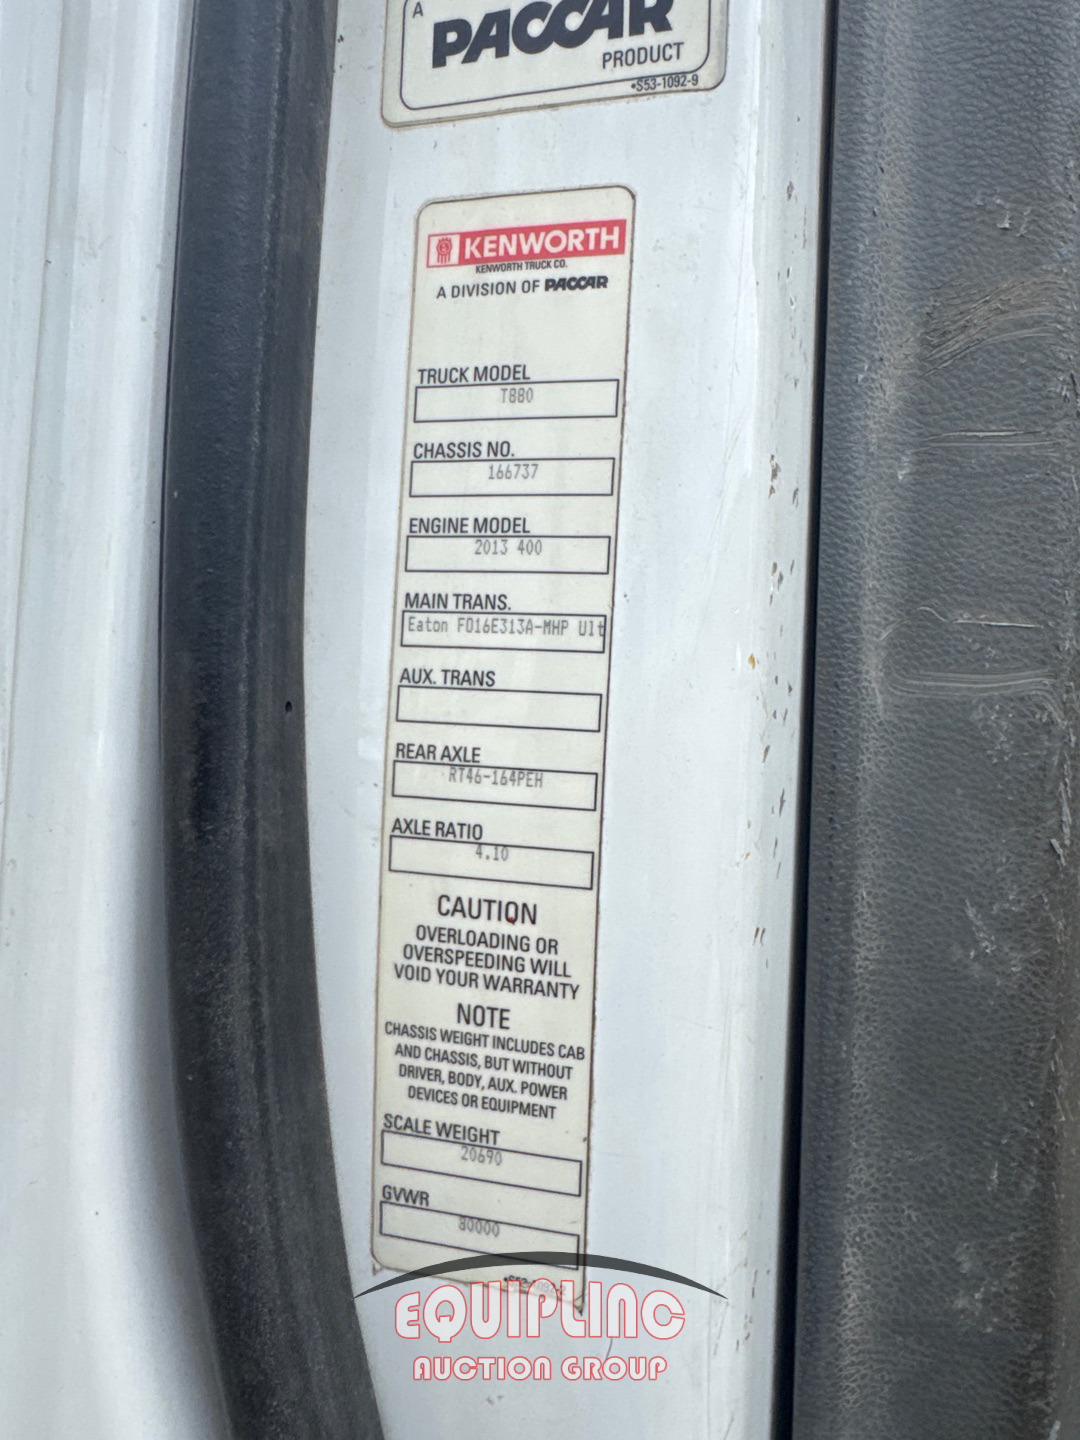 A
PACCAR
PRODUCT
•S53-1092-9
KENWORTH
KENWORTH TRUCK CO.
A DIVISION OF PACCAR
TRUCK MODEL
T880
CHASSIS NO.
166737
ENGINE MODEL
2013 400
MAIN TRANS.
Eaton FO16E313A-MHP Ult
AUX. TRANS
REAR AXLE
RT46-164PEH
AXLE RATIO
4.10
CAUTION
OVERLOADING OR
OVERSPEEDING WILL
VOID YOUR WARRANTY
NOTE
CHASSIS WEIGHT INCLUDES CAB
AND CHASSIS, BUT WITHOUT
DRIVER, BODY, AUX. POWER
DEVICES OR EQUIPMENT
SCALE WEIGHT
20690
GVWR
80000
EQUIPLINC
AUCTION GROUP